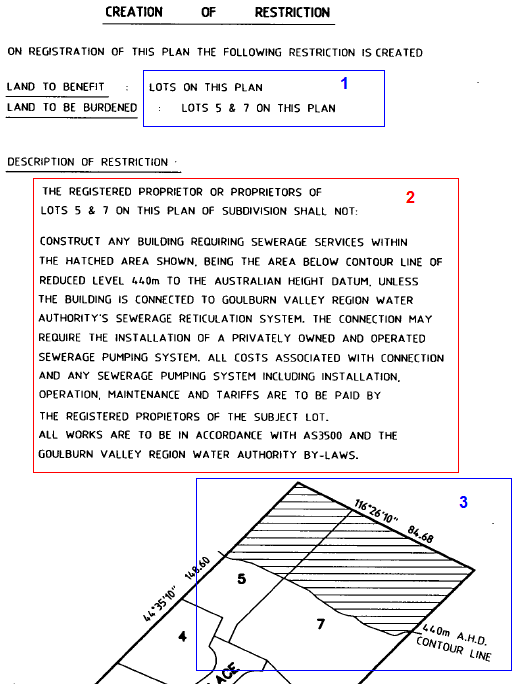 CREATION OF RESTRICTION
ON REGISTRATION OF THIS PLAN THE FOLLOWING RESTRICTION IS CREATED
LAND TO BENEFIT : LOTS ON THIS PLAN
1
LAND TO BE BURDENED : LOTS 5 & 7 ON THIS PLAN
DESCRIPTION OF RESTRICTION
THE REGISTERED PROPRIETOR OR PROPRIETORS OF
2
LOTS 5 & 7 ON THIS PLAN OF SUBDIVISION SHALL NOT:
CONSTRUCT ANY BUILDING REQUIRING SEWERAGE SERVICES WITHIN
THE HATCHED AREA SHOWN, BEING THE AREA BELOW CONTOUR LINE OF
REDUCED LEVEL 440m TO THE AUSTRALIAN HEIGHT DATUM, UNLESS
THE BUILDING IS CONNECTED TO GOULBURN VALLEY REGION WATER
AUTHORITY'S SEWERAGE RETICULATION SYSTEM. THE CONNECTION MAY
REQUIRE THE INSTALLATION OF A PRIVATELY OWNED AND OPERATED
SEWERAGE PUMPING SYSTEM. ALL COSTS ASSOCIATED WITH CONNECTION
AND ANY SEWERAGE PUMPING SYSTEM INCLUDING INSTALLATION,
OPERATION, MAINTENANCE AND TARIFFS ARE TO BE PAID BY
THE REGISTERED PROPIETORS OF THE SUBJECT LOT.
ALL WORKS ARE TO BE IN ACCORDANCE WITH AS3500 AND THE
GOULBURN VALLEY REGION WATER AUTHORITY BY-LAWS.
3
116°26'10" 84.68
44°35'10" 148.60
5
7
4
440m A.H.D.
CONTOUR LINE
LACE